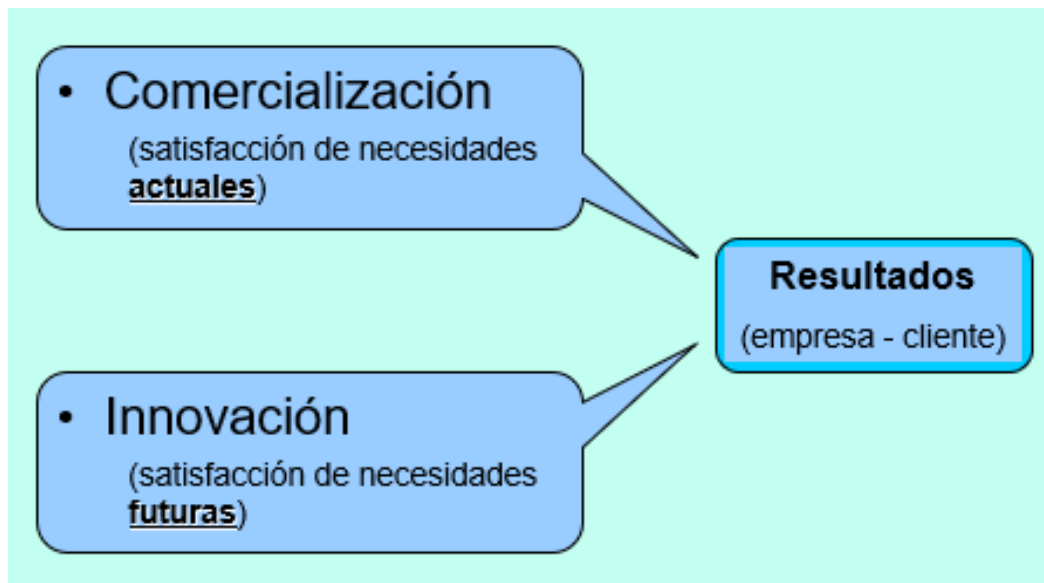 • Comercialización
(satisfacción de necesidades
actuales)
Resultados
(empresa - cliente)
• Innovación
(satisfacción de necesidades
futuras)